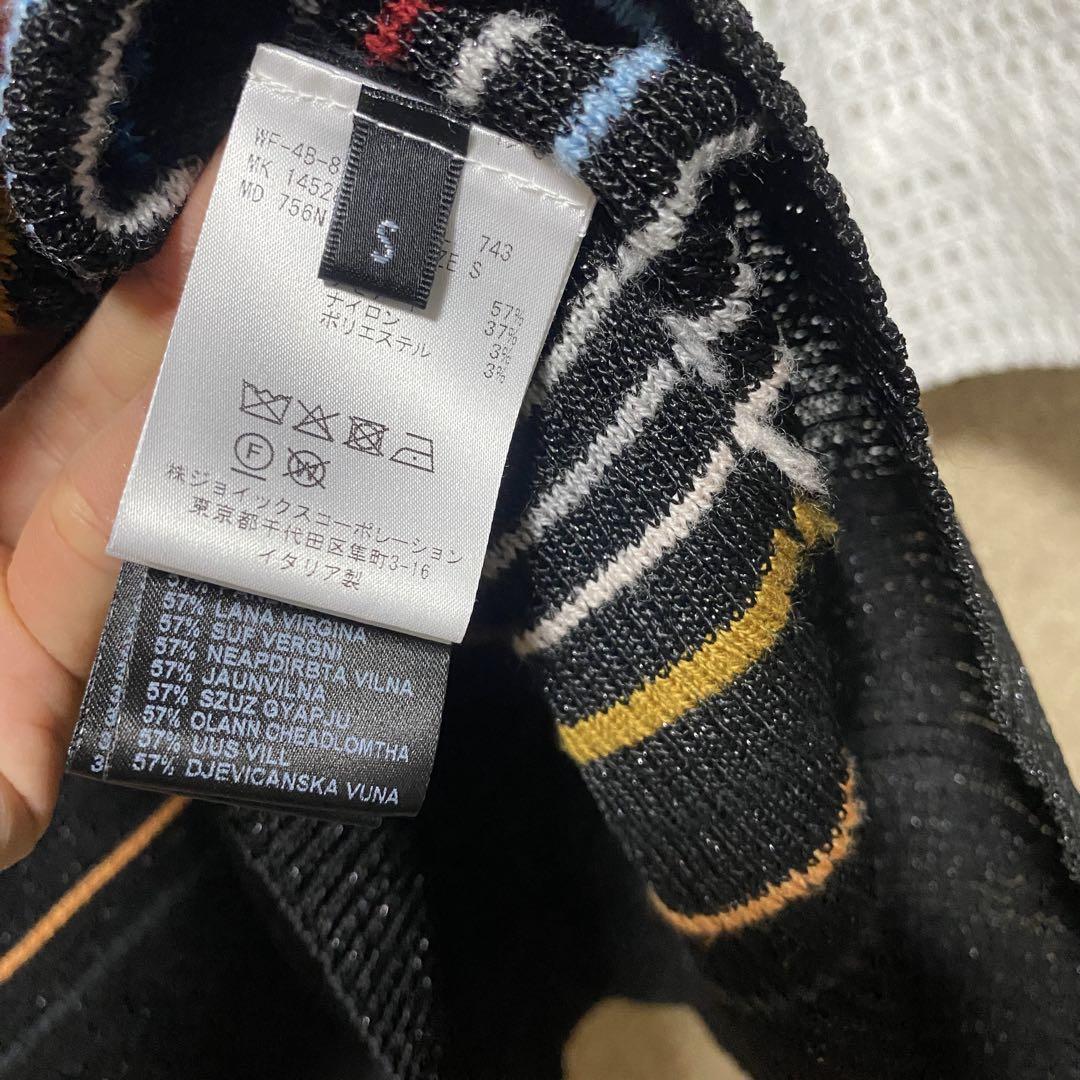 WF-4B-8
MK 1452
MD 756N
S
743
S
57%
ナイロン 37%
ポリエステル 3%
3%
F
W
株ジョイックスコーポレーション
東京都千代田区隼町3-16
イタリア製
57% LANA VIRGINA
57% SUF VERGNI
57% NEAPDIRBTA VILNA
57% JAUNVILNA
57% SZUZ GYAPJU
3 57% OLANN CHEADLOMTHA
3 57% UUS VILL
3 57% DJEVICANSKA VUNA